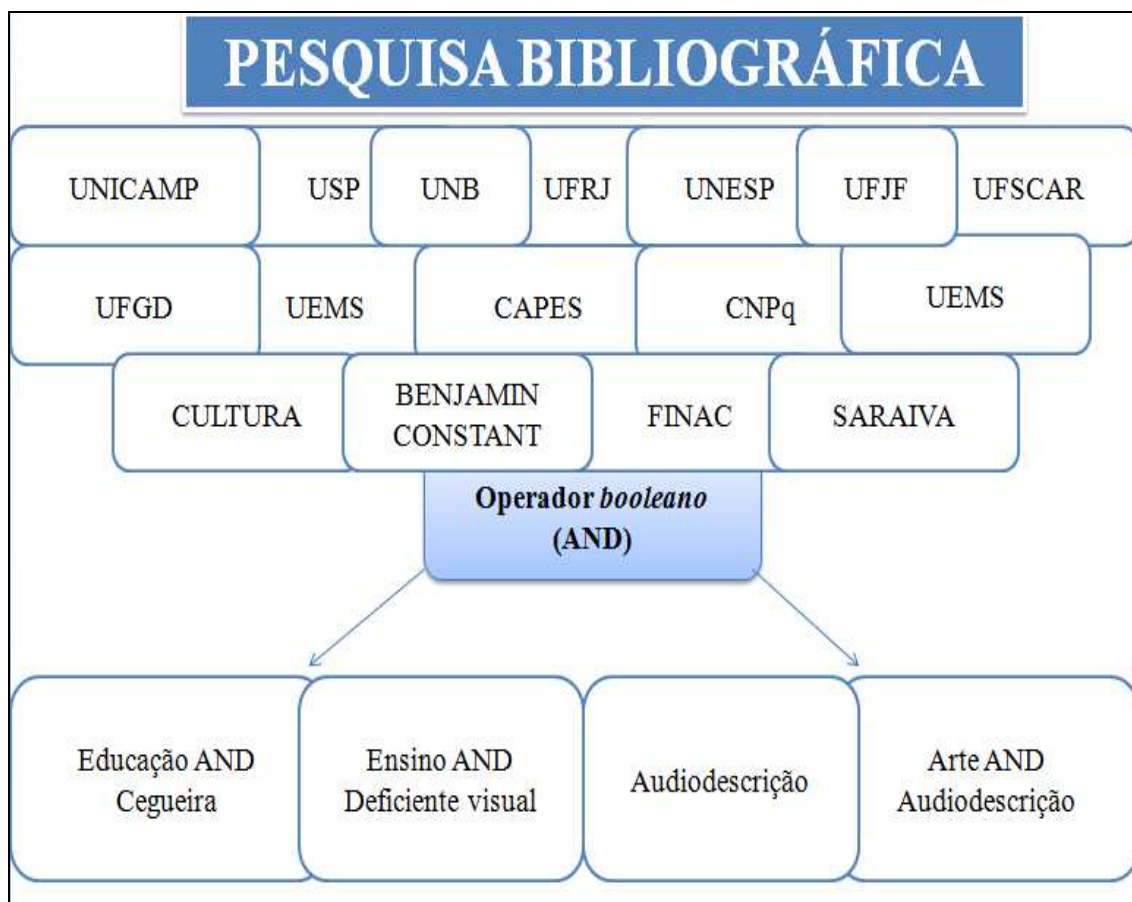 PESQUISA BIBLIOGRÁFICA
UNICAMP USP UNB UFRJ UNESP UFJF UFSCAR
UFGD UEMS CAPES CNPq UEMS
CULTURA BENJAMIN CONSTANT FINAC SARAIVA
Operador booleano
(AND)
Educação AND
Cegueira
Ensino AND
Deficiente visual
Audiodescrição
Arte AND
Audiodescrição